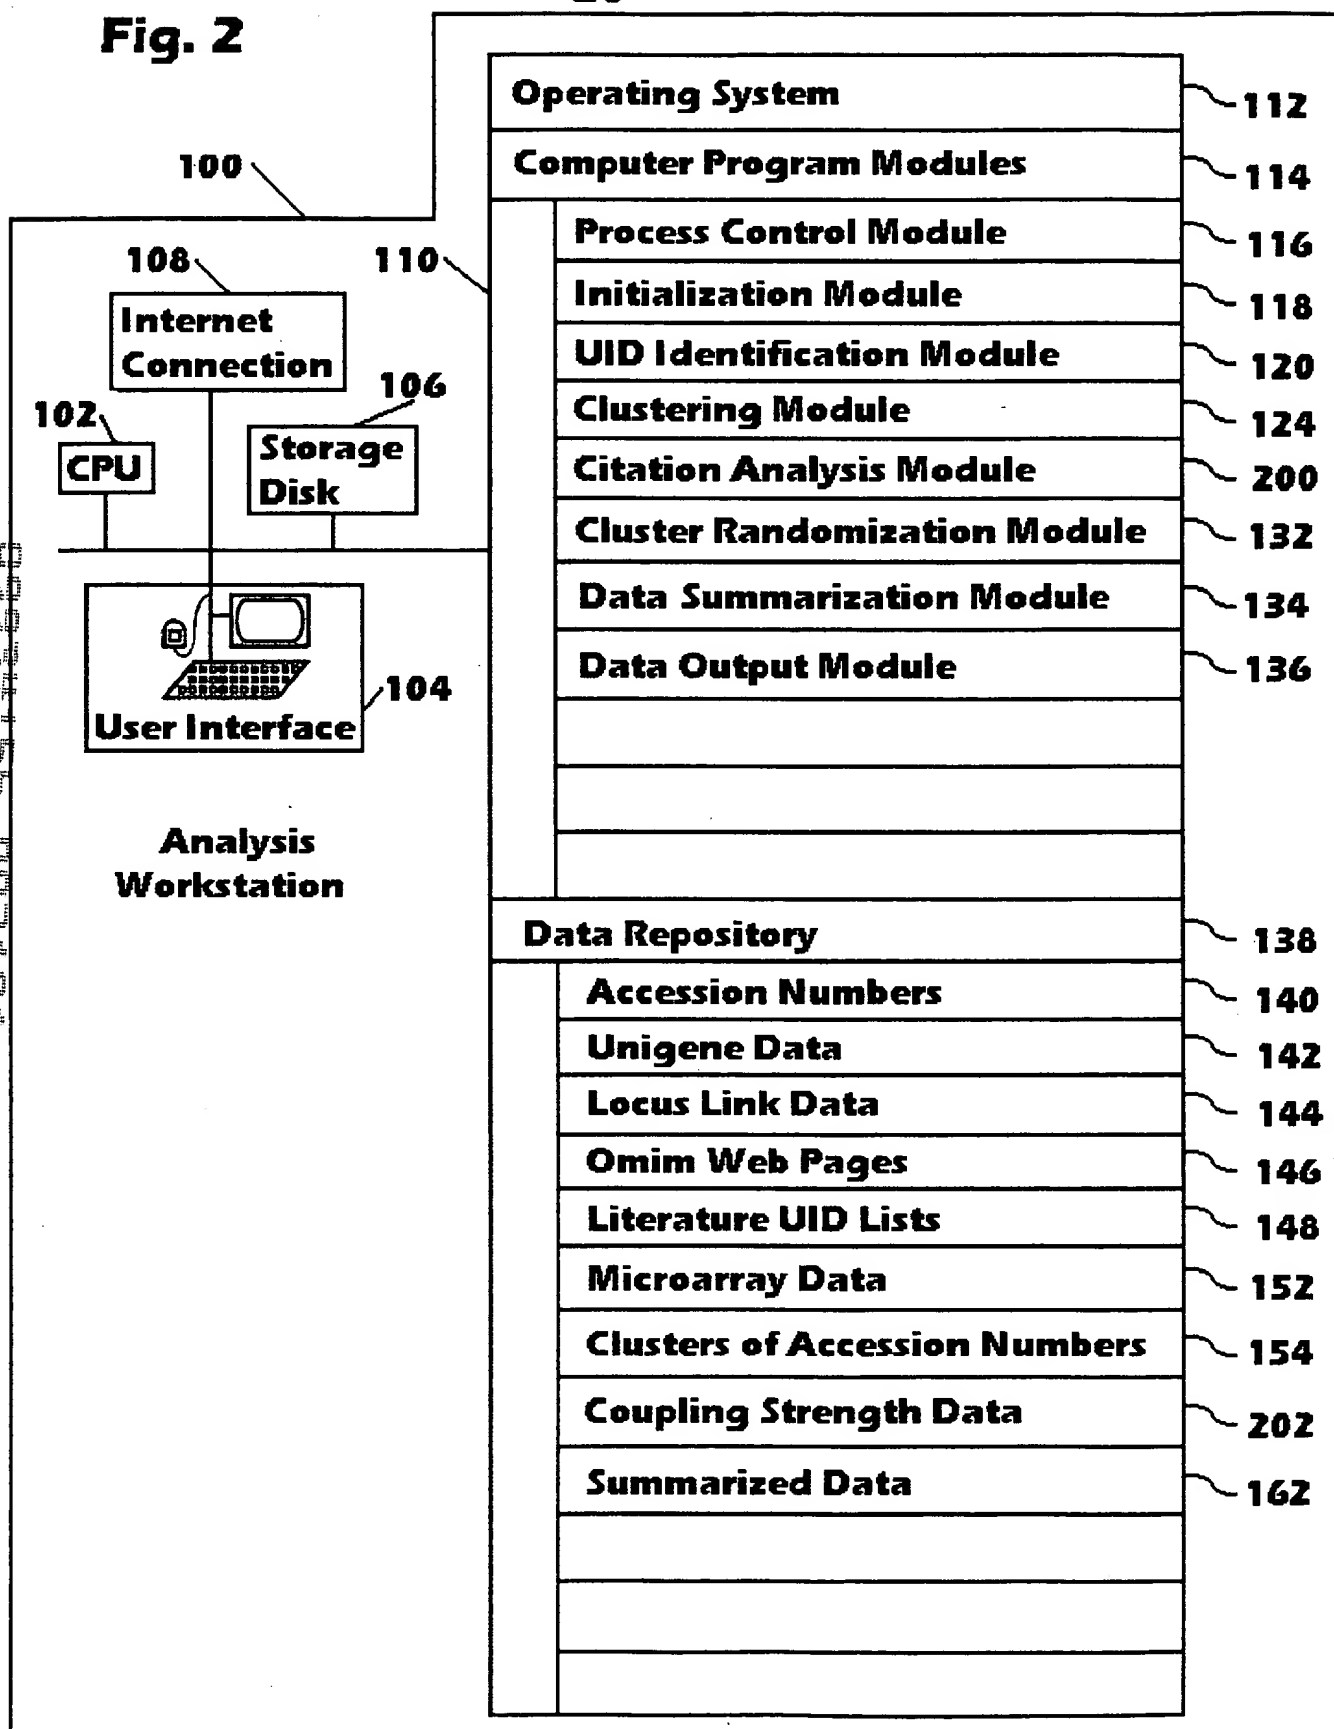 Fig. 2
100
108
Internet
Connection
110
102
CPU
106
Storage
Disk
104
User Interface
Analysis
Workstation
Operating System 112
Computer Program Modules 114
Process Control Module 116
Initialization Module 118
UID Identification Module 120
Clustering Module 124
Citation Analysis Module 200
Cluster Randomization Module 132
Data Summarization Module 134
Data Output Module 136
Data Repository 138
Accession Numbers 140
Unigene Data 142
Locus Link Data 144
Omim Web Pages 146
Literature UID Lists 148
Microarray Data 152
Clusters of Accession Numbers 154
Coupling Strength Data 202
Summarized Data 162